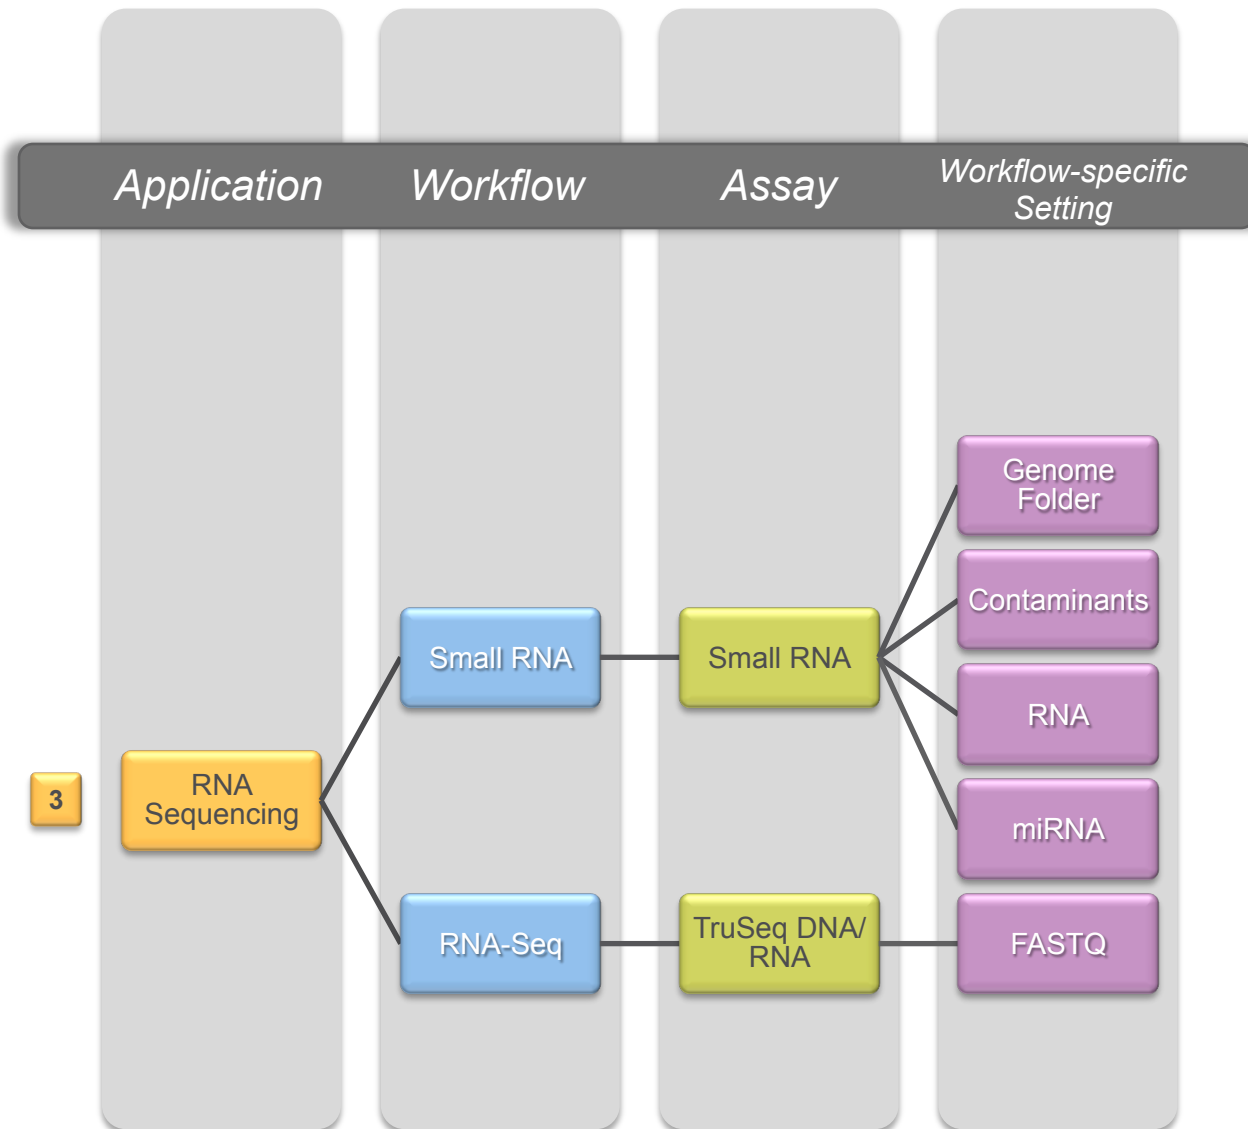 Application
Workflow
Assay
Workflow-specific
Setting
Genome
Folder
Contaminants
Small RNA
Small RNA
RNA
3
RNA
Sequencing
miRNA
RNA-Seq
TruSeq DNA/
RNA
FASTQ